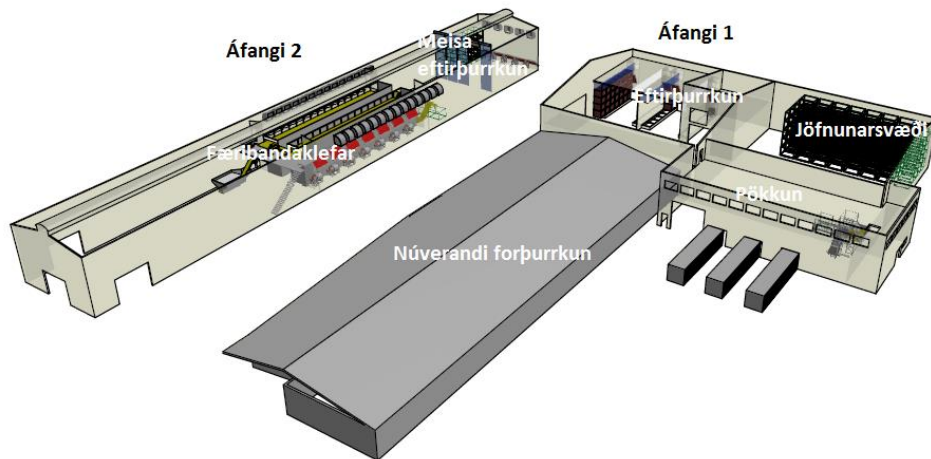 Áfangi 2
Áfangi 1
Meisa
eftirþurrkun
Eftirþurrkun
Jöfnunarsvæði
Færibandaklefar
Pökkun
Núverandi forþurrkun